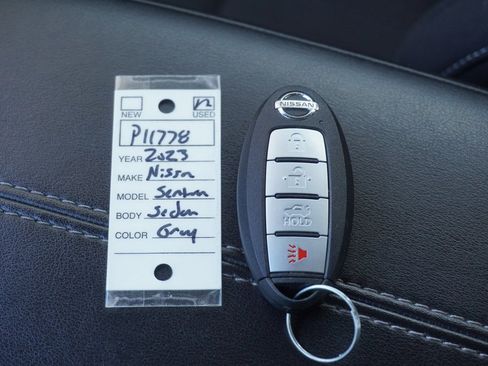 NEW USED
P11778
YEAR 2023
MAKE Nissn
MODEL Sentra
BODY Sedan
COLOR Gray
NISSAN
HOLD